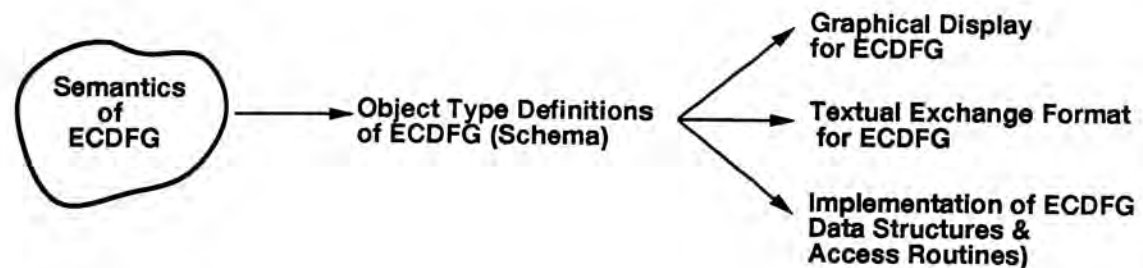 Semantics
of
ECDFG
Object Type Definitions
of ECDFG (Schema)
Graphical Display
for ECDFG
Textual Exchange Format
for ECDFG
Implementation of ECDFG
Data Structures &
Access Routines)